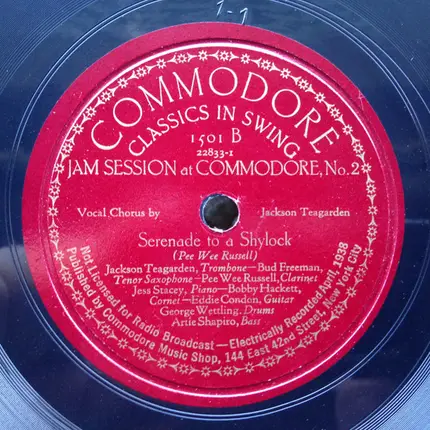 1-1
COMMODORE
CLASSICS IN SWING
1501 B
22833-1
JAM SESSION at COMMODORE, No. 2
Vocal Chorus by Jackson Teagarden
Serenade to a Shylock
(Pee Wee Russell)
Jackson Teagarden, Trombone—Bud Freeman,
Tenor Saxophone—Pee Wee Russell, Clarinet
Jess Stacey, Piano—Bobby Hackett,
Cornet—Eddie Condon, Guitar
George Wettling, Drums
Artie Shapiro, Bass
Not Licensed for Radio Broadcast—Electrically Recorded April, 1938
Published by Commodore Music Shop, 144 East 42nd Street, New York City